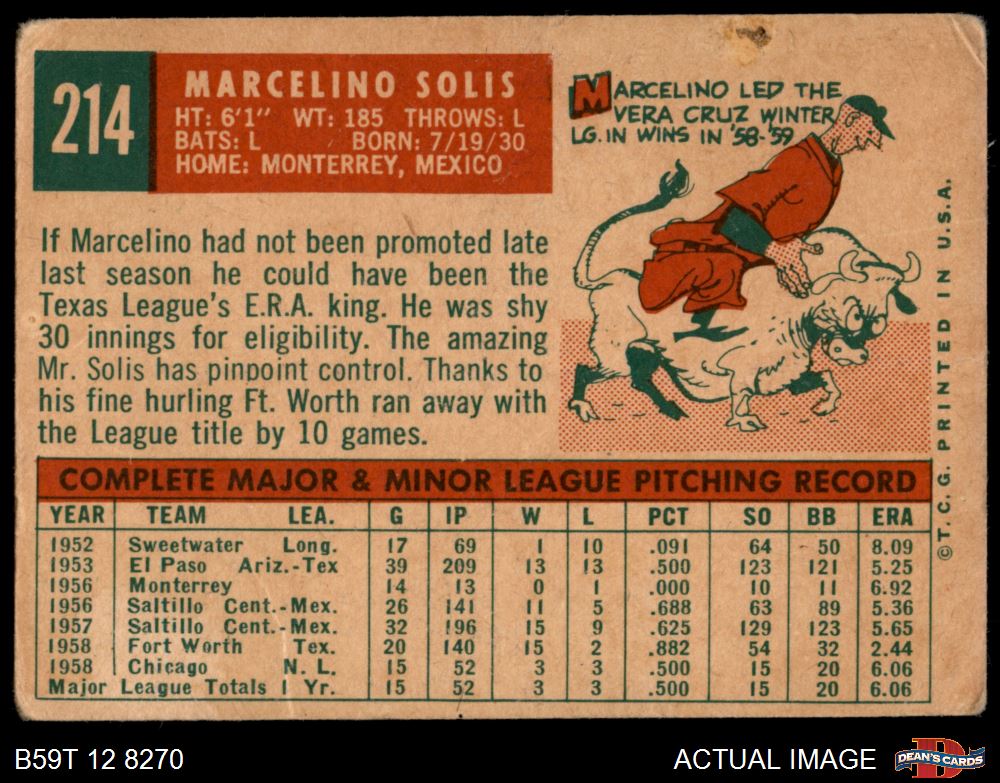 214
MARCELINO SOLIS
HT: 6'1" WT: 185 THROWS: L
BATS: L BORN: 7/19/30
HOME: MONTERREY, MEXICO
MARCELINO LED THE
VERA CRUZ WINTER
LG. IN WINS IN '58-'59
If Marcelino had not been promoted late
last season he could have been the
Texas League's E.R.A. king. He was shy
30 innings for eligibility. The amazing
Mr. Solis has pinpoint control. Thanks to
his fine hurling Ft. Worth ran away with
the League title by 10 games.
© T. C. G. PRINTED IN U.S.A.
COMPLETE MAJOR & MINOR LEAGUE PITCHING RECORD
YEAR TEAM LEA. G IP W L PCT SO BB ERA
1952 Sweetwater Long. 17 69 1 10 .091 64 50 8.09
1953 El Paso Ariz.-Tex 39 209 13 13 .500 123 121 5.25
1956 Monterrey 14 13 0 1 .000 10 11 6.92
1956 Saltillo Cent.-Mex. 26 141 11 5 .688 63 89 5.36
1957 Saltillo Cent.-Mex. 32 196 15 9 .625 129 123 5.65
1958 Fort Worth Tex. 20 140 15 2 .882 54 32 2.44
1958 Chicago N. L. 15 52 3 3 .500 15 20 6.06
Major League Totals 1 Yr. 15 52 3 3 .500 15 20 6.06
B59T 12 8270
ACTUAL IMAGE
D
DEAN'S CARDS